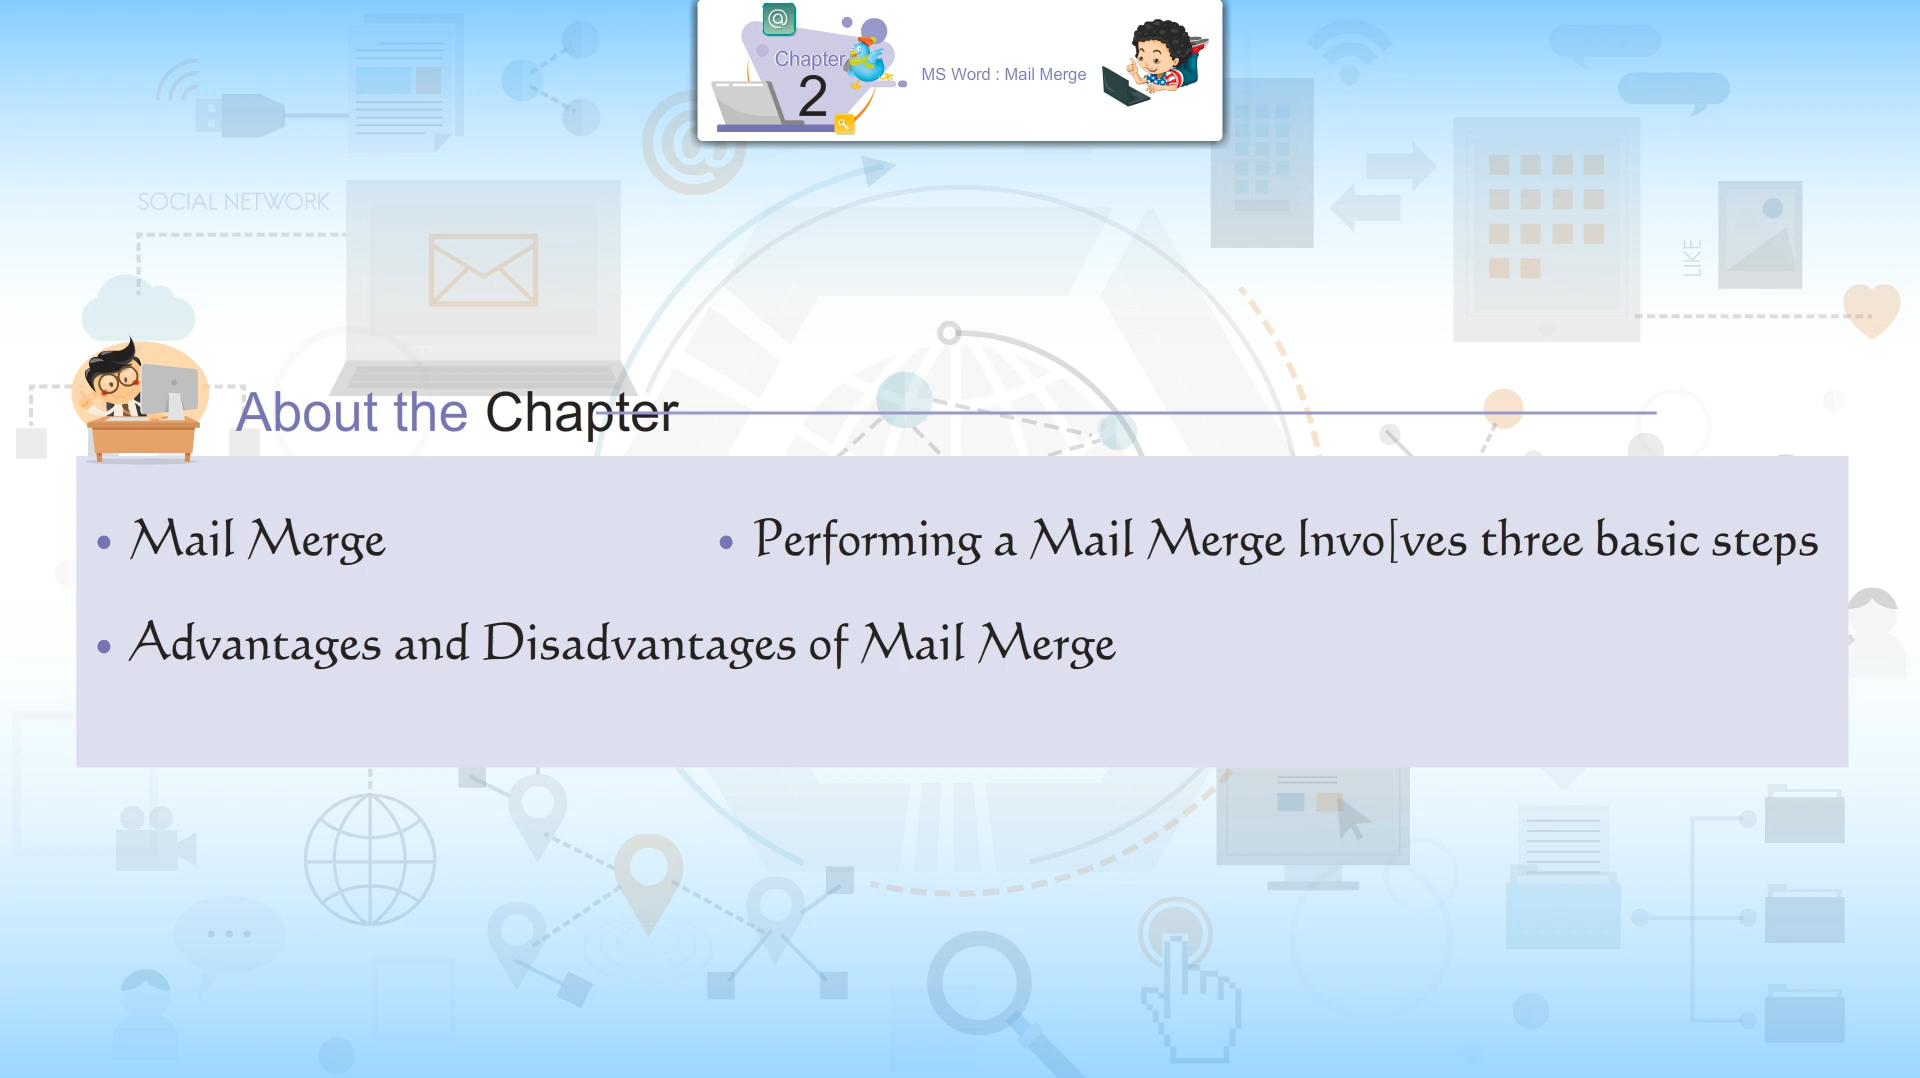 Chapter
2
MS Word : Mail Merge
SOCIAL NETWORK
LIKE
About the Chapter
• Mail Merge
• Performing a Mail Merge Invo[ves three basic steps
• Advantages and Disadvantages of Mail Merge